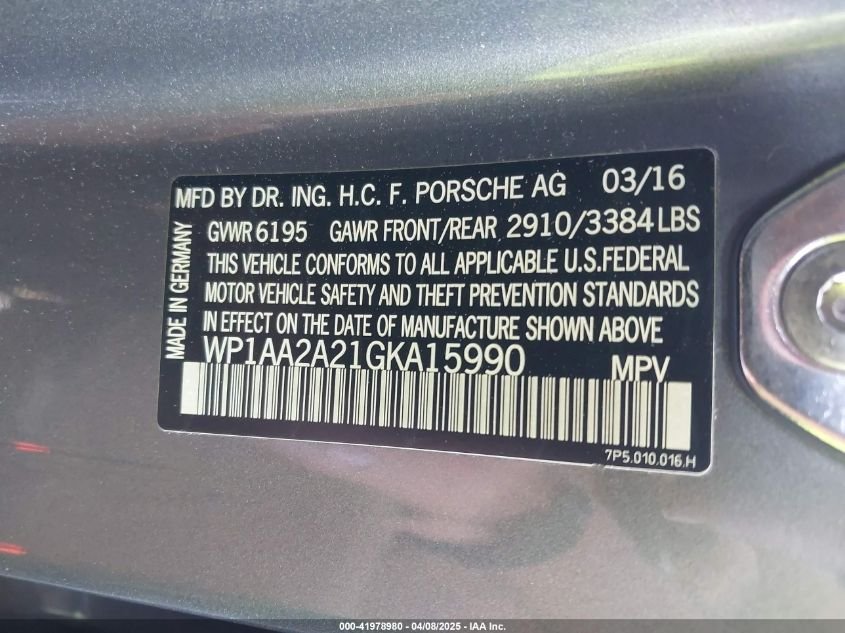 MFD BY DR. ING. H.C. F. PORSCHE AG 03/16
GVWR 6195 GAWR FRONT/REAR 2910/3384 LBS
THIS VEHICLE CONFORMS TO ALL APPLICABLE U.S.FEDERAL
MOTOR VEHICLE SAFETY AND THEFT PREVENTION STANDARDS
IN EFFECT ON THE DATE OF MANUFACTURE SHOWN ABOVE
WP1AA2A21GKA15990 MPV
7P5.010.016.H
MADE IN GERMANY
000-41978980 - 04/08/2025 - IAA Inc.